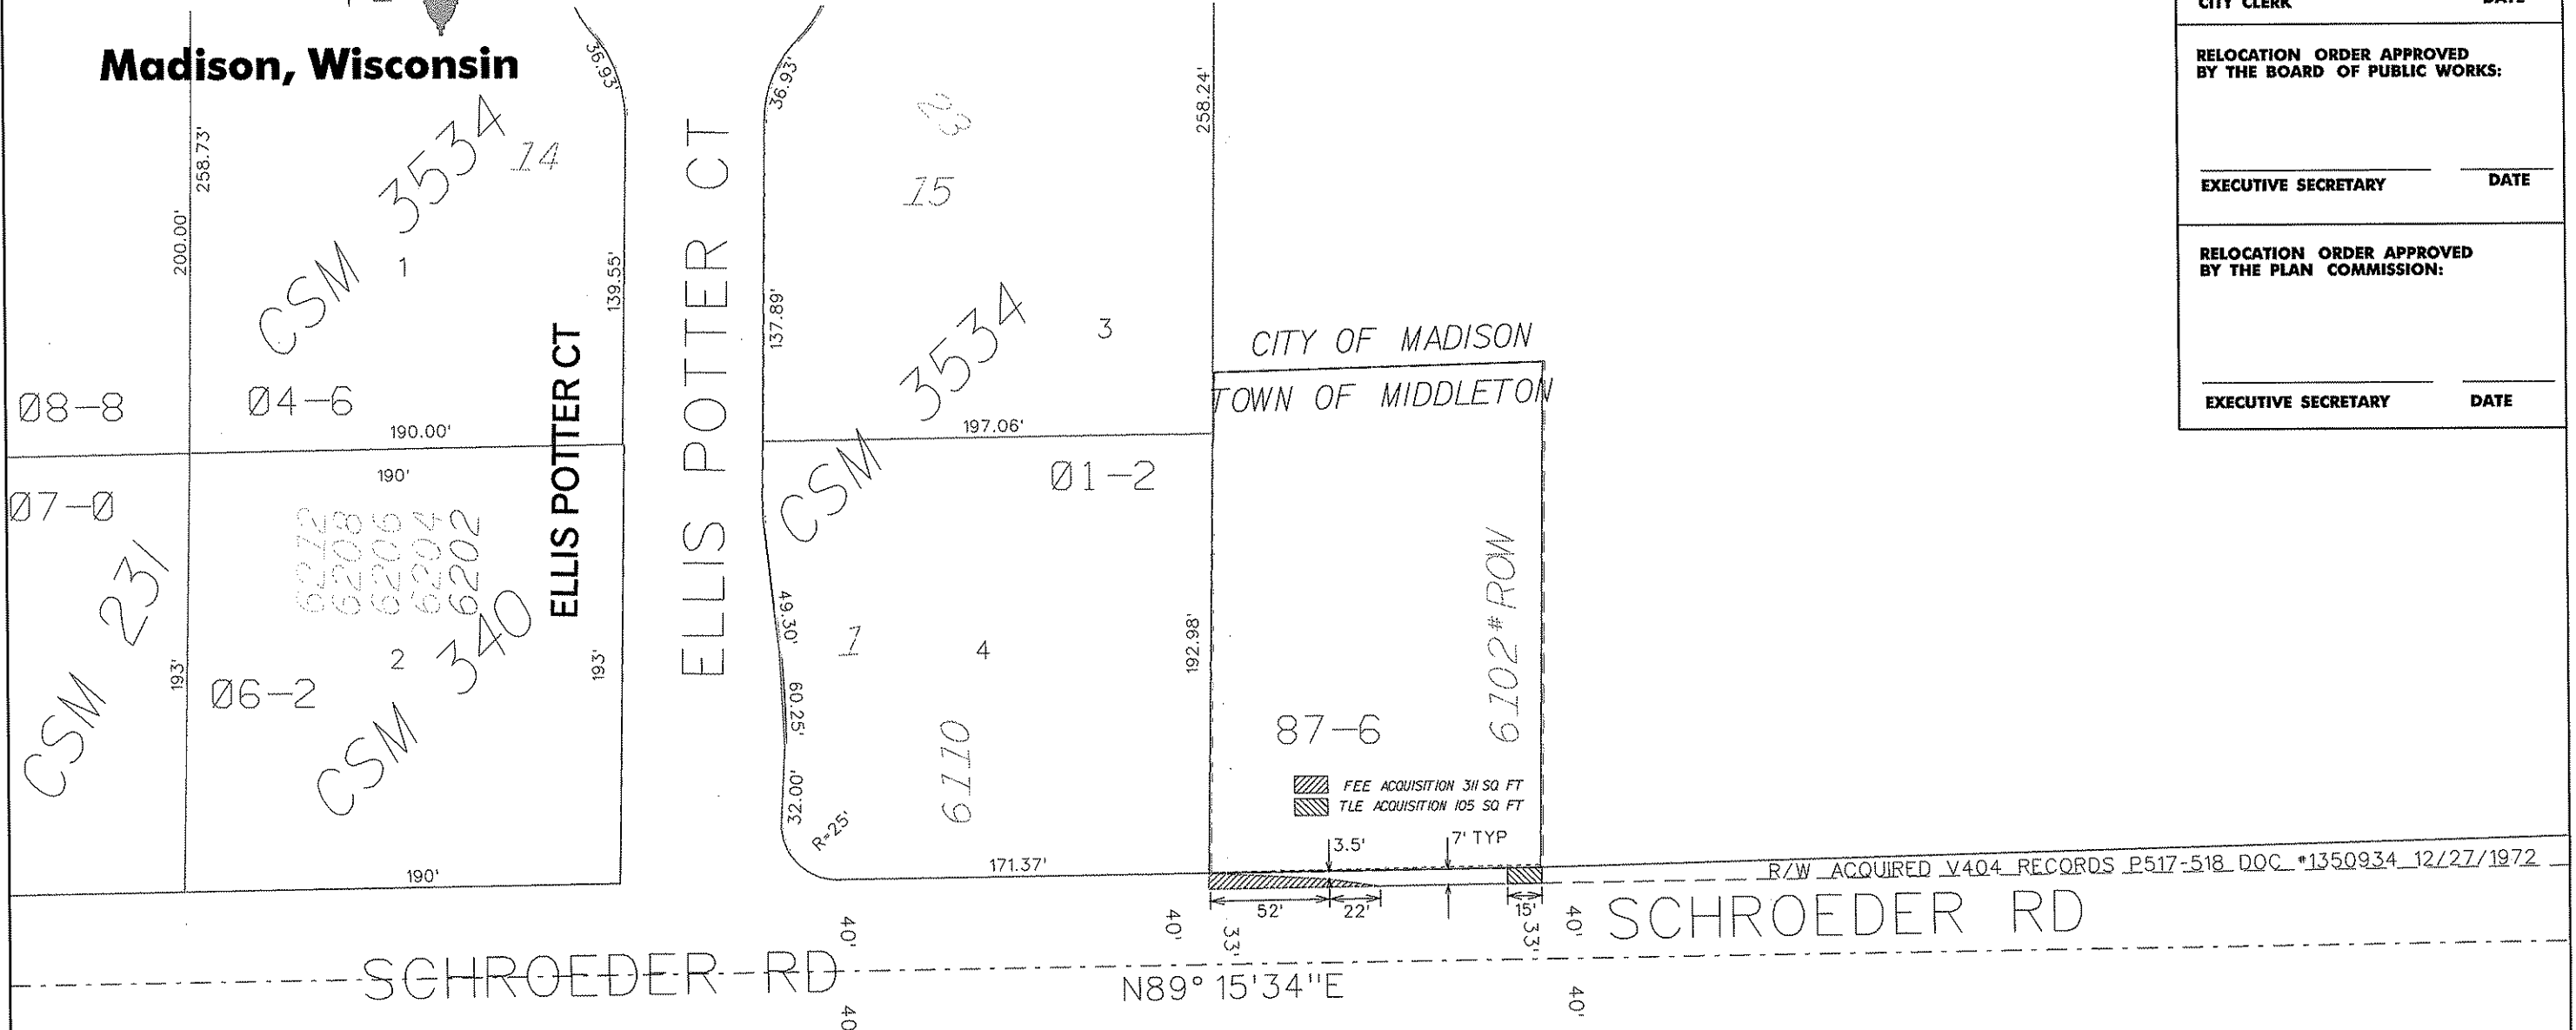 CITY CLERK
DATE
Madison, Wisconsin
RELOCATION ORDER APPROVED
BY THE BOARD OF PUBLIC WORKS:
EXECUTIVE SECRETARY
DATE
RELOCATION ORDER APPROVED
BY THE PLAN COMMISSION:
EXECUTIVE SECRETARY
DATE
36.93'
36.93'
258.24'
258.73'
200.00'
CSM 3534
14
1
139.55'
ELLIS POTTER CT
ELLIS POTTER CT
23
15
137.89'
CSM 3534
3
CITY OF MADISON
TOWN OF MIDDLETON
Ø8-8
Ø4-6
190.00'
197.06'
Ø7-Ø
190'
Ø1-2
6212
6208
6206
6204
6202
CSM 231
193'
2
CSM 340
Ø6-2
193'
49.30'
60.25'
32.00'
R=25'
1
4
6110
192.98'
6102*ROW
87-6
FEE ACQUISITION 311 SQ FT
TLE ACQUISITION 105 SQ FT
3.5'
7' TYP
190'
171.37'
52'
22'
15'
R/W ACQUIRED V404 RECORDS P517-518 DOC #1350934 12/27/1972
40'
40'
33'
33'
40'
SCHROEDER RD
SCHROEDER RD
N89° 15'34"E
40'
40'